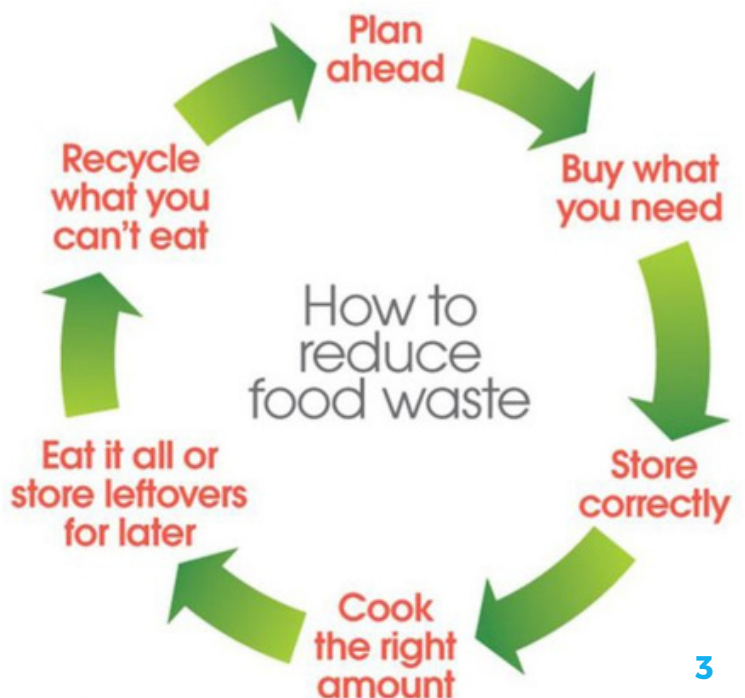 Plan
ahead
Buy what
you need
Store
correctly
Cook
the right
amount
Eat it all or
store leftovers
for later
Recycle
what you
can't eat
How to
reduce
food waste
3